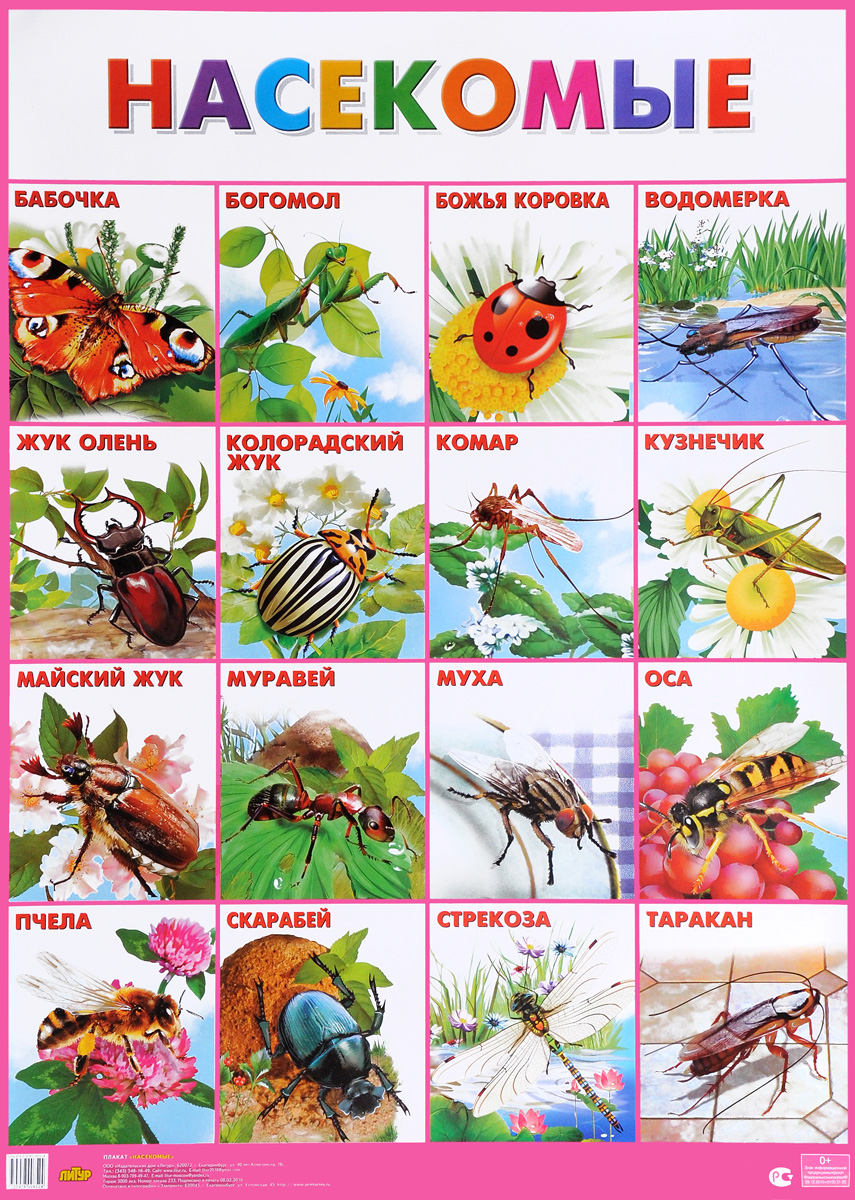 НАСЕКОМЫЕ
БАБОЧКА
БОГОМОЛ
БОЖЬЯ КОРОВКА
ВОДОМЕРКА
ЖУК ОЛЕНЬ
КОЛОРАДСКИЙ
ЖУК
КОМАР
КУЗНЕЧИК
МАЙСКИЙ ЖУК
МУРАВЕЙ
МУХА
ОСА
ПЧЕЛА
СКАРАБЕЙ
СТРЕКОЗА
ТАРАКАН
ЛИТУР
ПЛАКАТ «НАСЕКОМЫЕ»
РС
0+